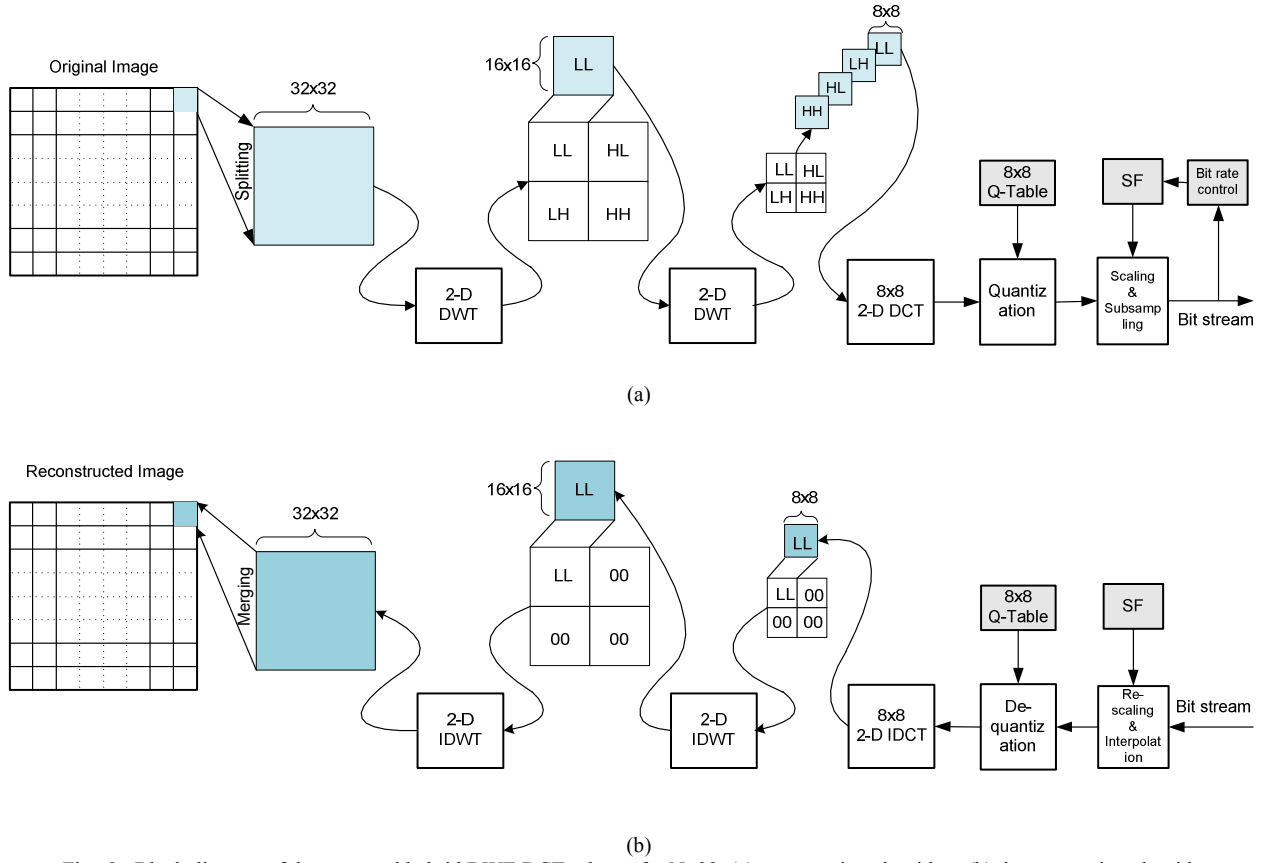 Original Image
32x32
Splitting
16x16
LL
LL HL
LH HH
2-D
DWT
2-D
DWT
8x8
LL
LH
HL
HH
LL HL
LH HH
8x8
2-D DCT
8x8
Q-Table
Quantiz
ation
SF
Bit rate
control
Scaling
&
Subsamp
ling
Bit stream
(a)
Reconstructed Image
32x32
Merging
16x16
LL
LL 00
00 00
2-D
IDWT
2-D
IDWT
8x8
LL
LL 00
00 00
8x8
2-D IDCT
8x8
Q-Table
De-
quantiz
ation
SF
Re-
scaling
&
Interpolat
ion
Bit stream
(b)